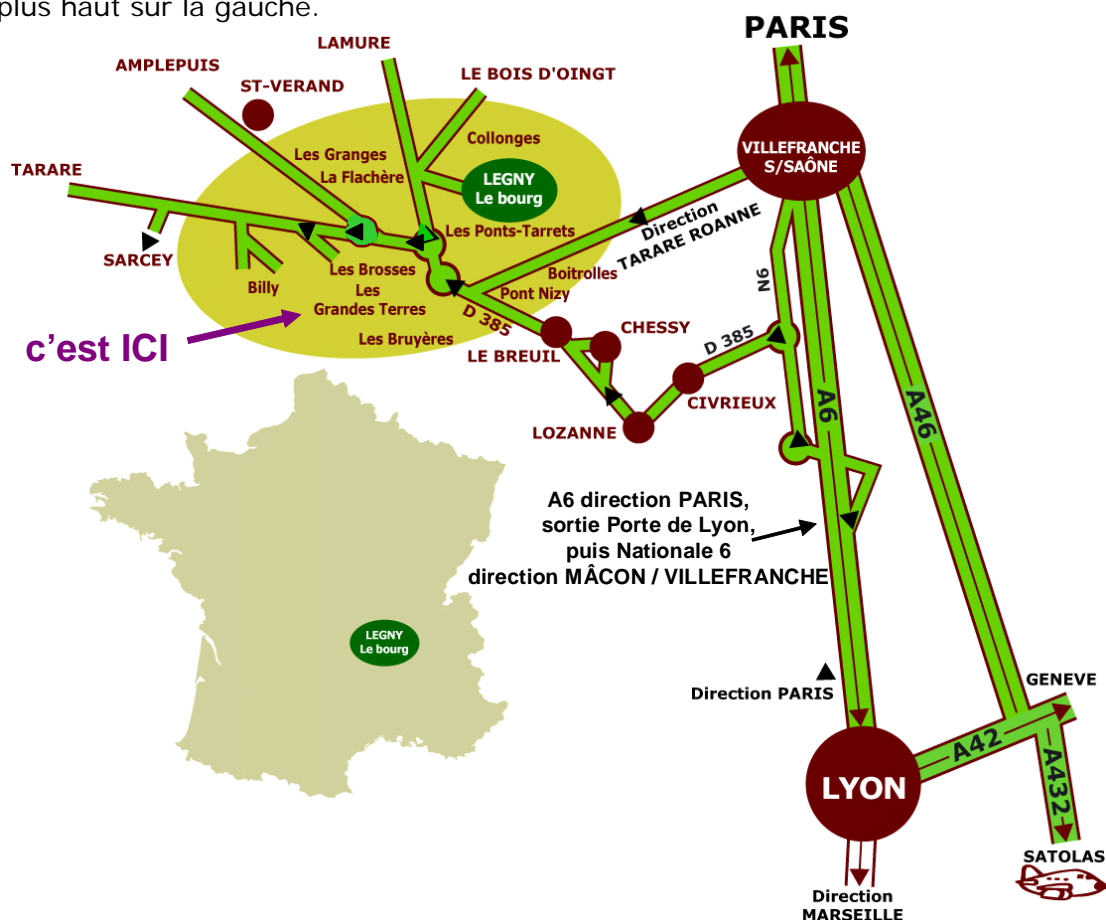 plus haut sur la gauche.
PARIS
LAMURE
AMPLEPUIS
LE BOIS D'OINGT
ST-VERAND
Collonges
VILLEFRANCHE
S/SAÔNE
Les Granges
TARARE
La Flachère
LEGNY
Le bourg
Direction
TARARE ROANNE
Les Ponts-Tarrets
SARCEY
Les Brosses
Boitrolles
N6
Billy
Les
Grandes Terres
Pont Nizy
D 385
c’est ICI
Les Bruyères
LE BREUIL
CHESSY
D 385
CIVRIEUX
A6
A46
LOZANNE
A6 direction PARIS,
sortie Porte de Lyon,
puis Nationale 6
direction MÂCON / VILLEFRANCHE
LEGNY
Le bourg
Direction PARIS
GENEVE
A42
A432
LYON
SATOLAS
Direction
MARSEILLE